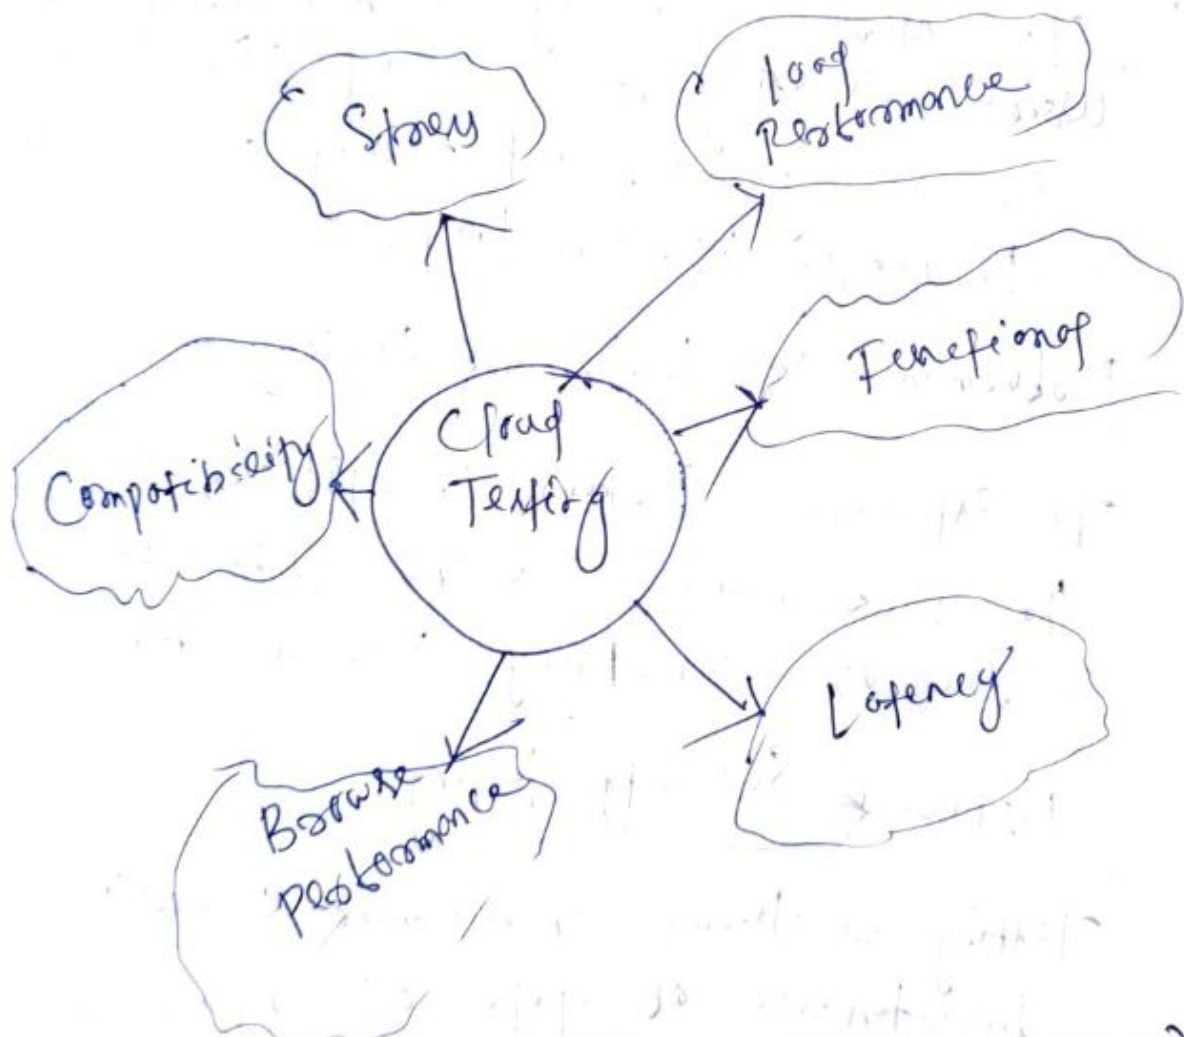 Stress
load
Performance
Functional
Cloud
Testing
Compatibility
Latency
Browse
performance